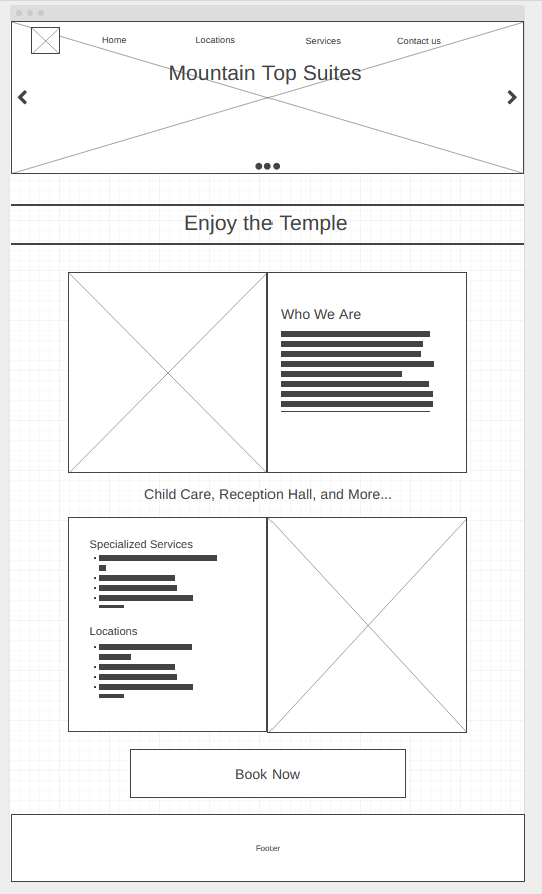 Home Locations Services Contact us
Mountain Top Suites
Enjoy the Temple
Who We Are
Child Care, Reception Hall, and More...
Specialized Services
Locations
Book Now
Footer